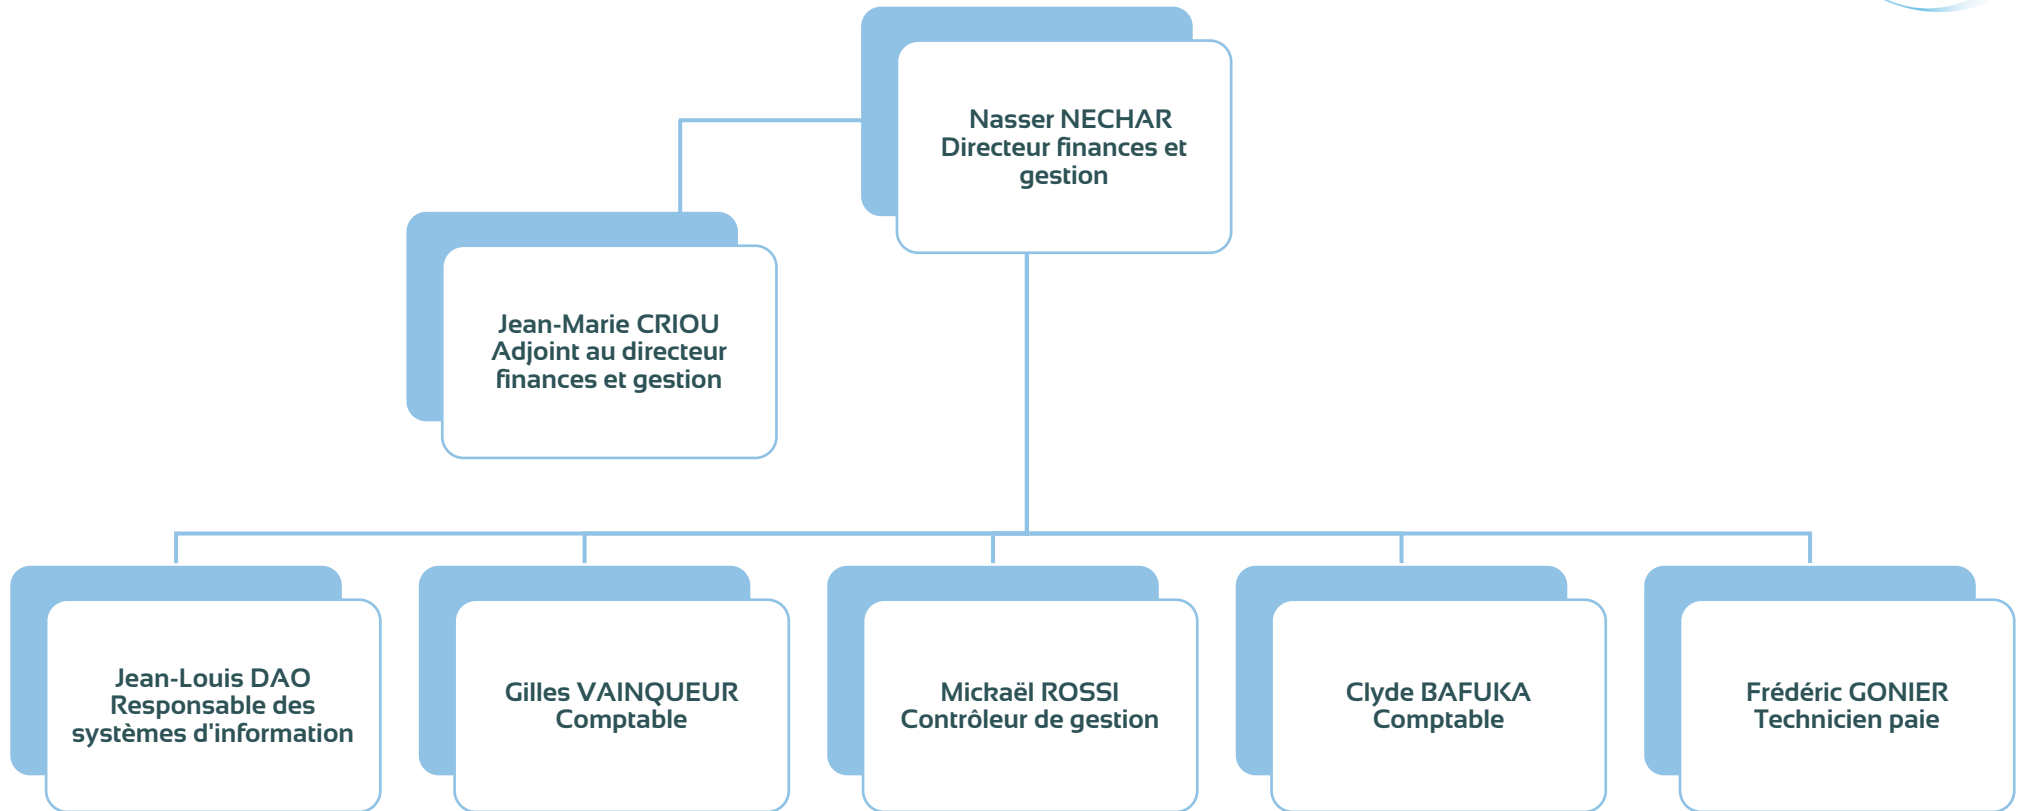 Nasser NECHAR
Directeur finances et
gestion
Jean-Marie CRIOU
Adjoint au directeur
finances et gestion
Jean-Louis DAO
Responsable des
systèmes d'information
Gilles VAINQUEUR
Comptable
Mickaël ROSSI
Contrôleur de gestion
Clyde BAFUKA
Comptable
Frédéric GONIER
Technicien paie